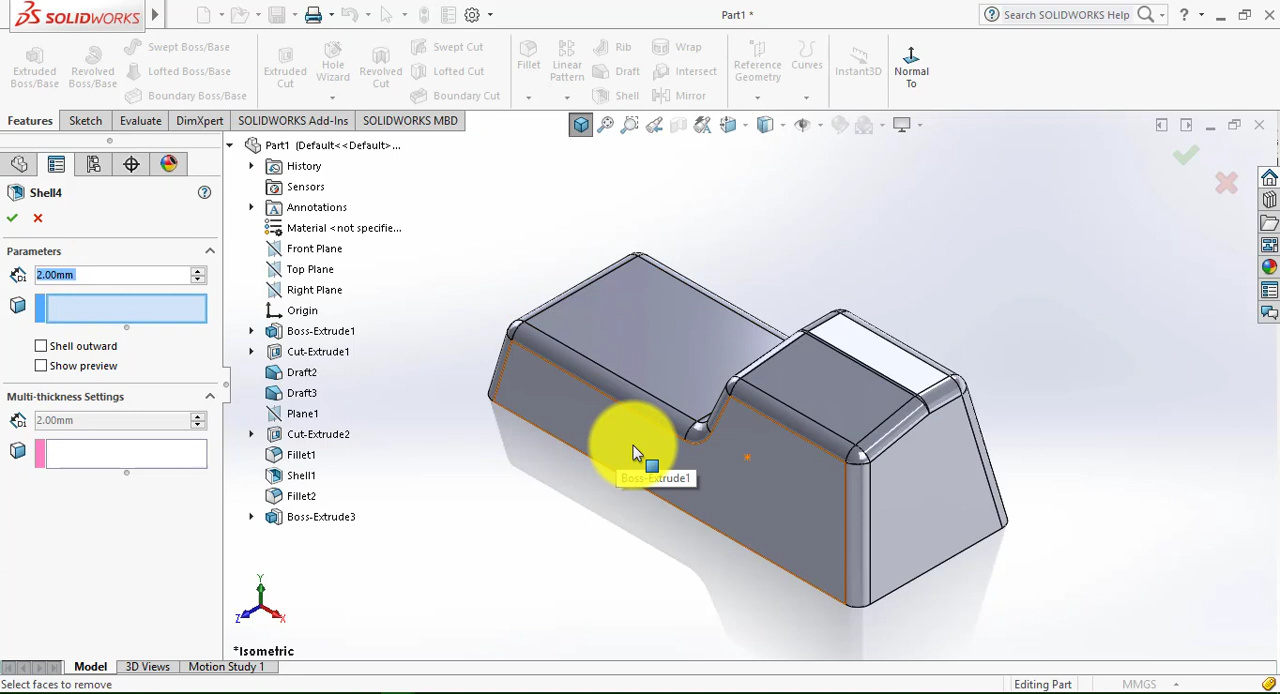 SOLIDWORKS
Part1 *
Search SOLIDWORKS Help
Extruded Boss/Base
Revolved Boss/Base
Swept Boss/Base
Lofted Boss/Base
Boundary Boss/Base
Extruded Cut
Hole Wizard
Revolved Cut
Swept Cut
Lofted Cut
Boundary Cut
Fillet
Linear Pattern
Rib
Draft
Shell
Wrap
Intersect
Mirror
Reference Geometry
Curves
Instant3D
Normal To
Features
Sketch
Evaluate
DimXpert
SOLIDWORKS Add-Ins
SOLIDWORKS MBD
Shell4
Parameters
2.00mm
Shell outward
Show preview
Multi-thickness Settings
2.00mm
Part1 (Default<<Default>...
History
Sensors
Annotations
Material <not specifie...
Front Plane
Top Plane
Right Plane
Origin
Boss-Extrude1
Cut-Extrude1
Draft2
Draft3
Plane1
Cut-Extrude2
Fillet1
Shell1
Fillet2
Boss-Extrude3
Boss-Extrude1
Y
Z
X
*Isometric
Model
3D Views
Motion Study 1
Select faces to remove
Editing Part
MMGS